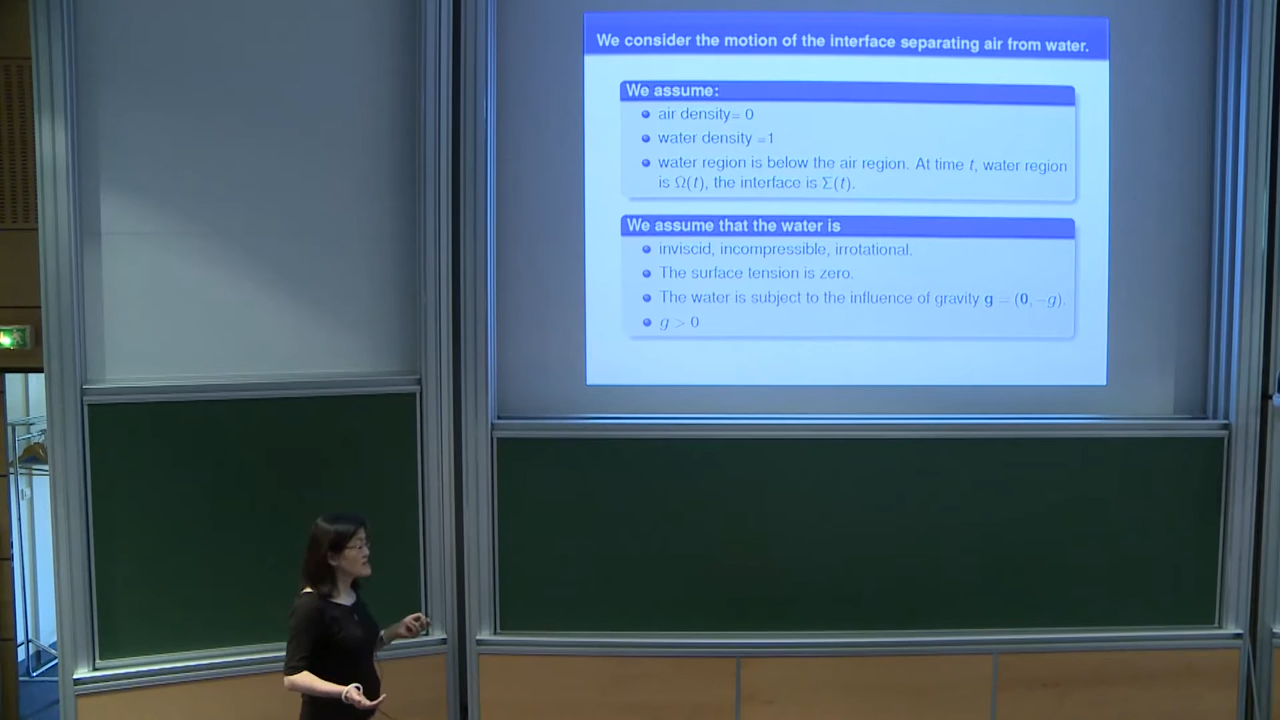 We consider the motion of the interface separating air from water.
We assume:
air density= 0
water density =1
water region is below the air region. At time t, water region
is Ω(t), the interface is Σ(t).
We assume that the water is
inviscid, incompressible, irrotational.
The surface tension is zero.
The water is subject to the influence of gravity g = (0, −g).
g > 0